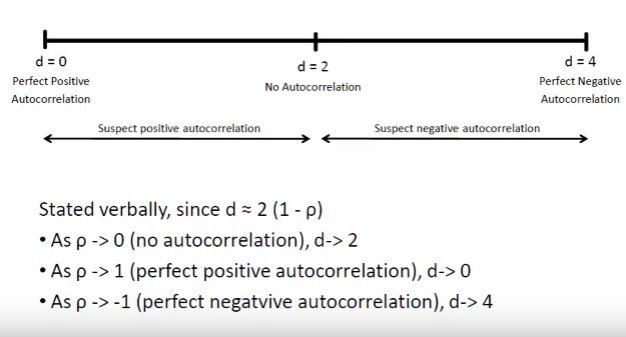 d = 0
d = 2
d = 4
Perfect Positive
Autocorrelation
No Autocorrelation
Perfect Negative
Autocorrelation
Suspect positive autocorrelation
Suspect negative autocorrelation
Stated verbally, since d ≈ 2 (1 - ρ)
• As ρ -> 0 (no autocorrelation), d-> 2
• As ρ -> 1 (perfect positive autocorrelation), d-> 0
• As ρ -> -1 (perfect negatvive autocorrelation), d-> 4